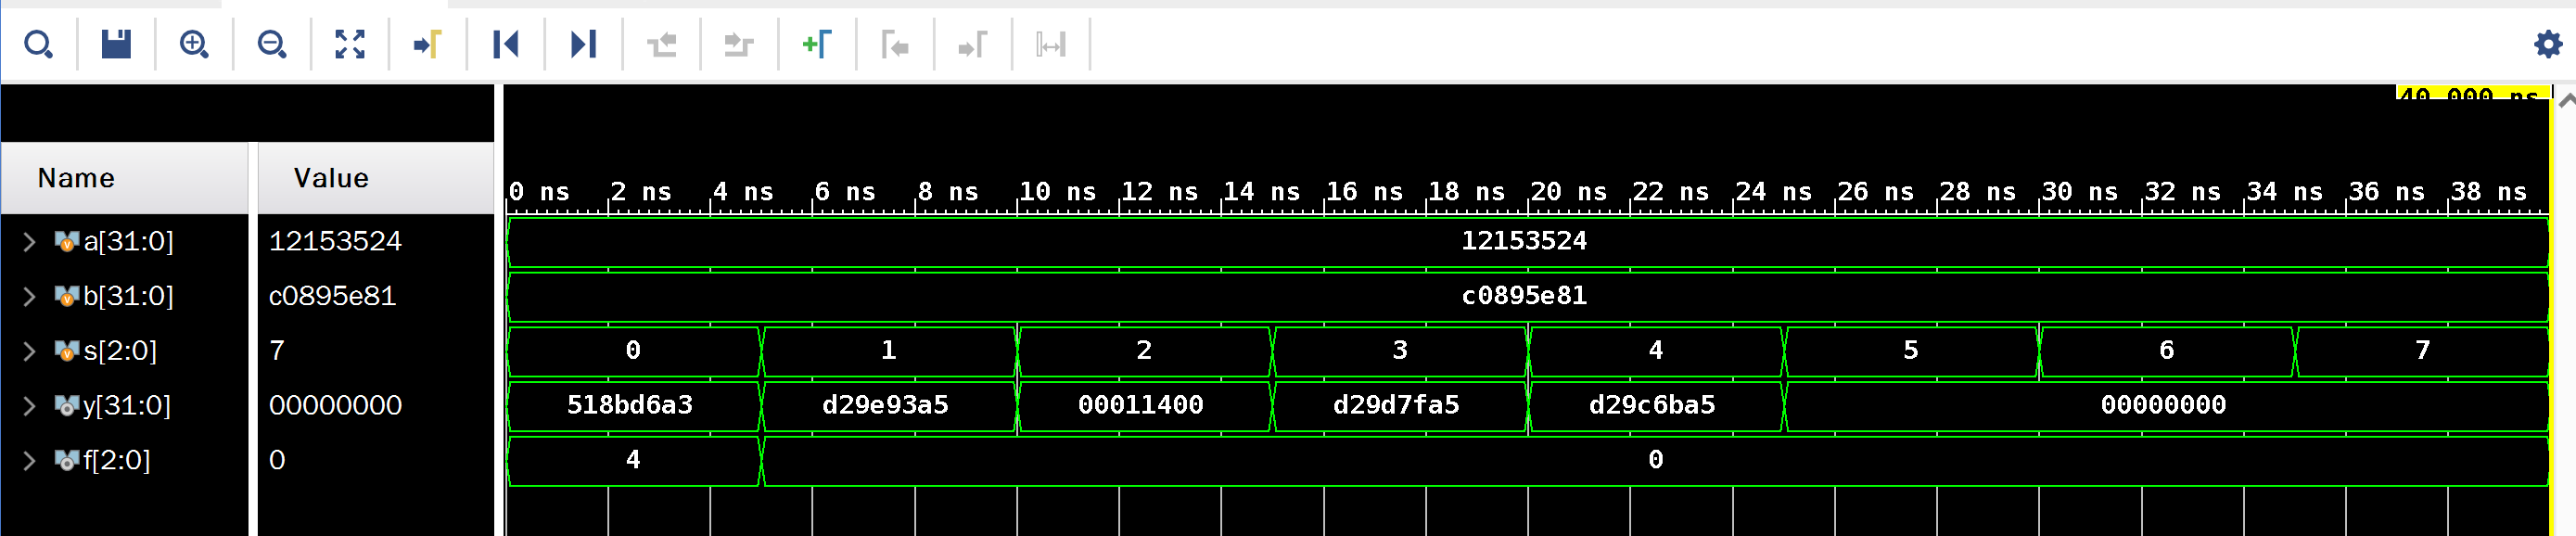 40.000 ns
Name Value
0 ns 2 ns 4 ns 6 ns 8 ns 10 ns 12 ns 14 ns 16 ns 18 ns 20 ns 22 ns 24 ns 26 ns 28 ns 30 ns 32 ns 34 ns 36 ns 38 ns
a[31:0] 12153524 12153524
b[31:0] c0895e81 c0895e81
s[2:0] 7 0 1 2 3 4 5 6 7
y[31:0] 00000000 518bd6a3 d29e93a5 00011400 d29d7fa5 d29c6ba5 00000000
f[2:0] 0 4 0